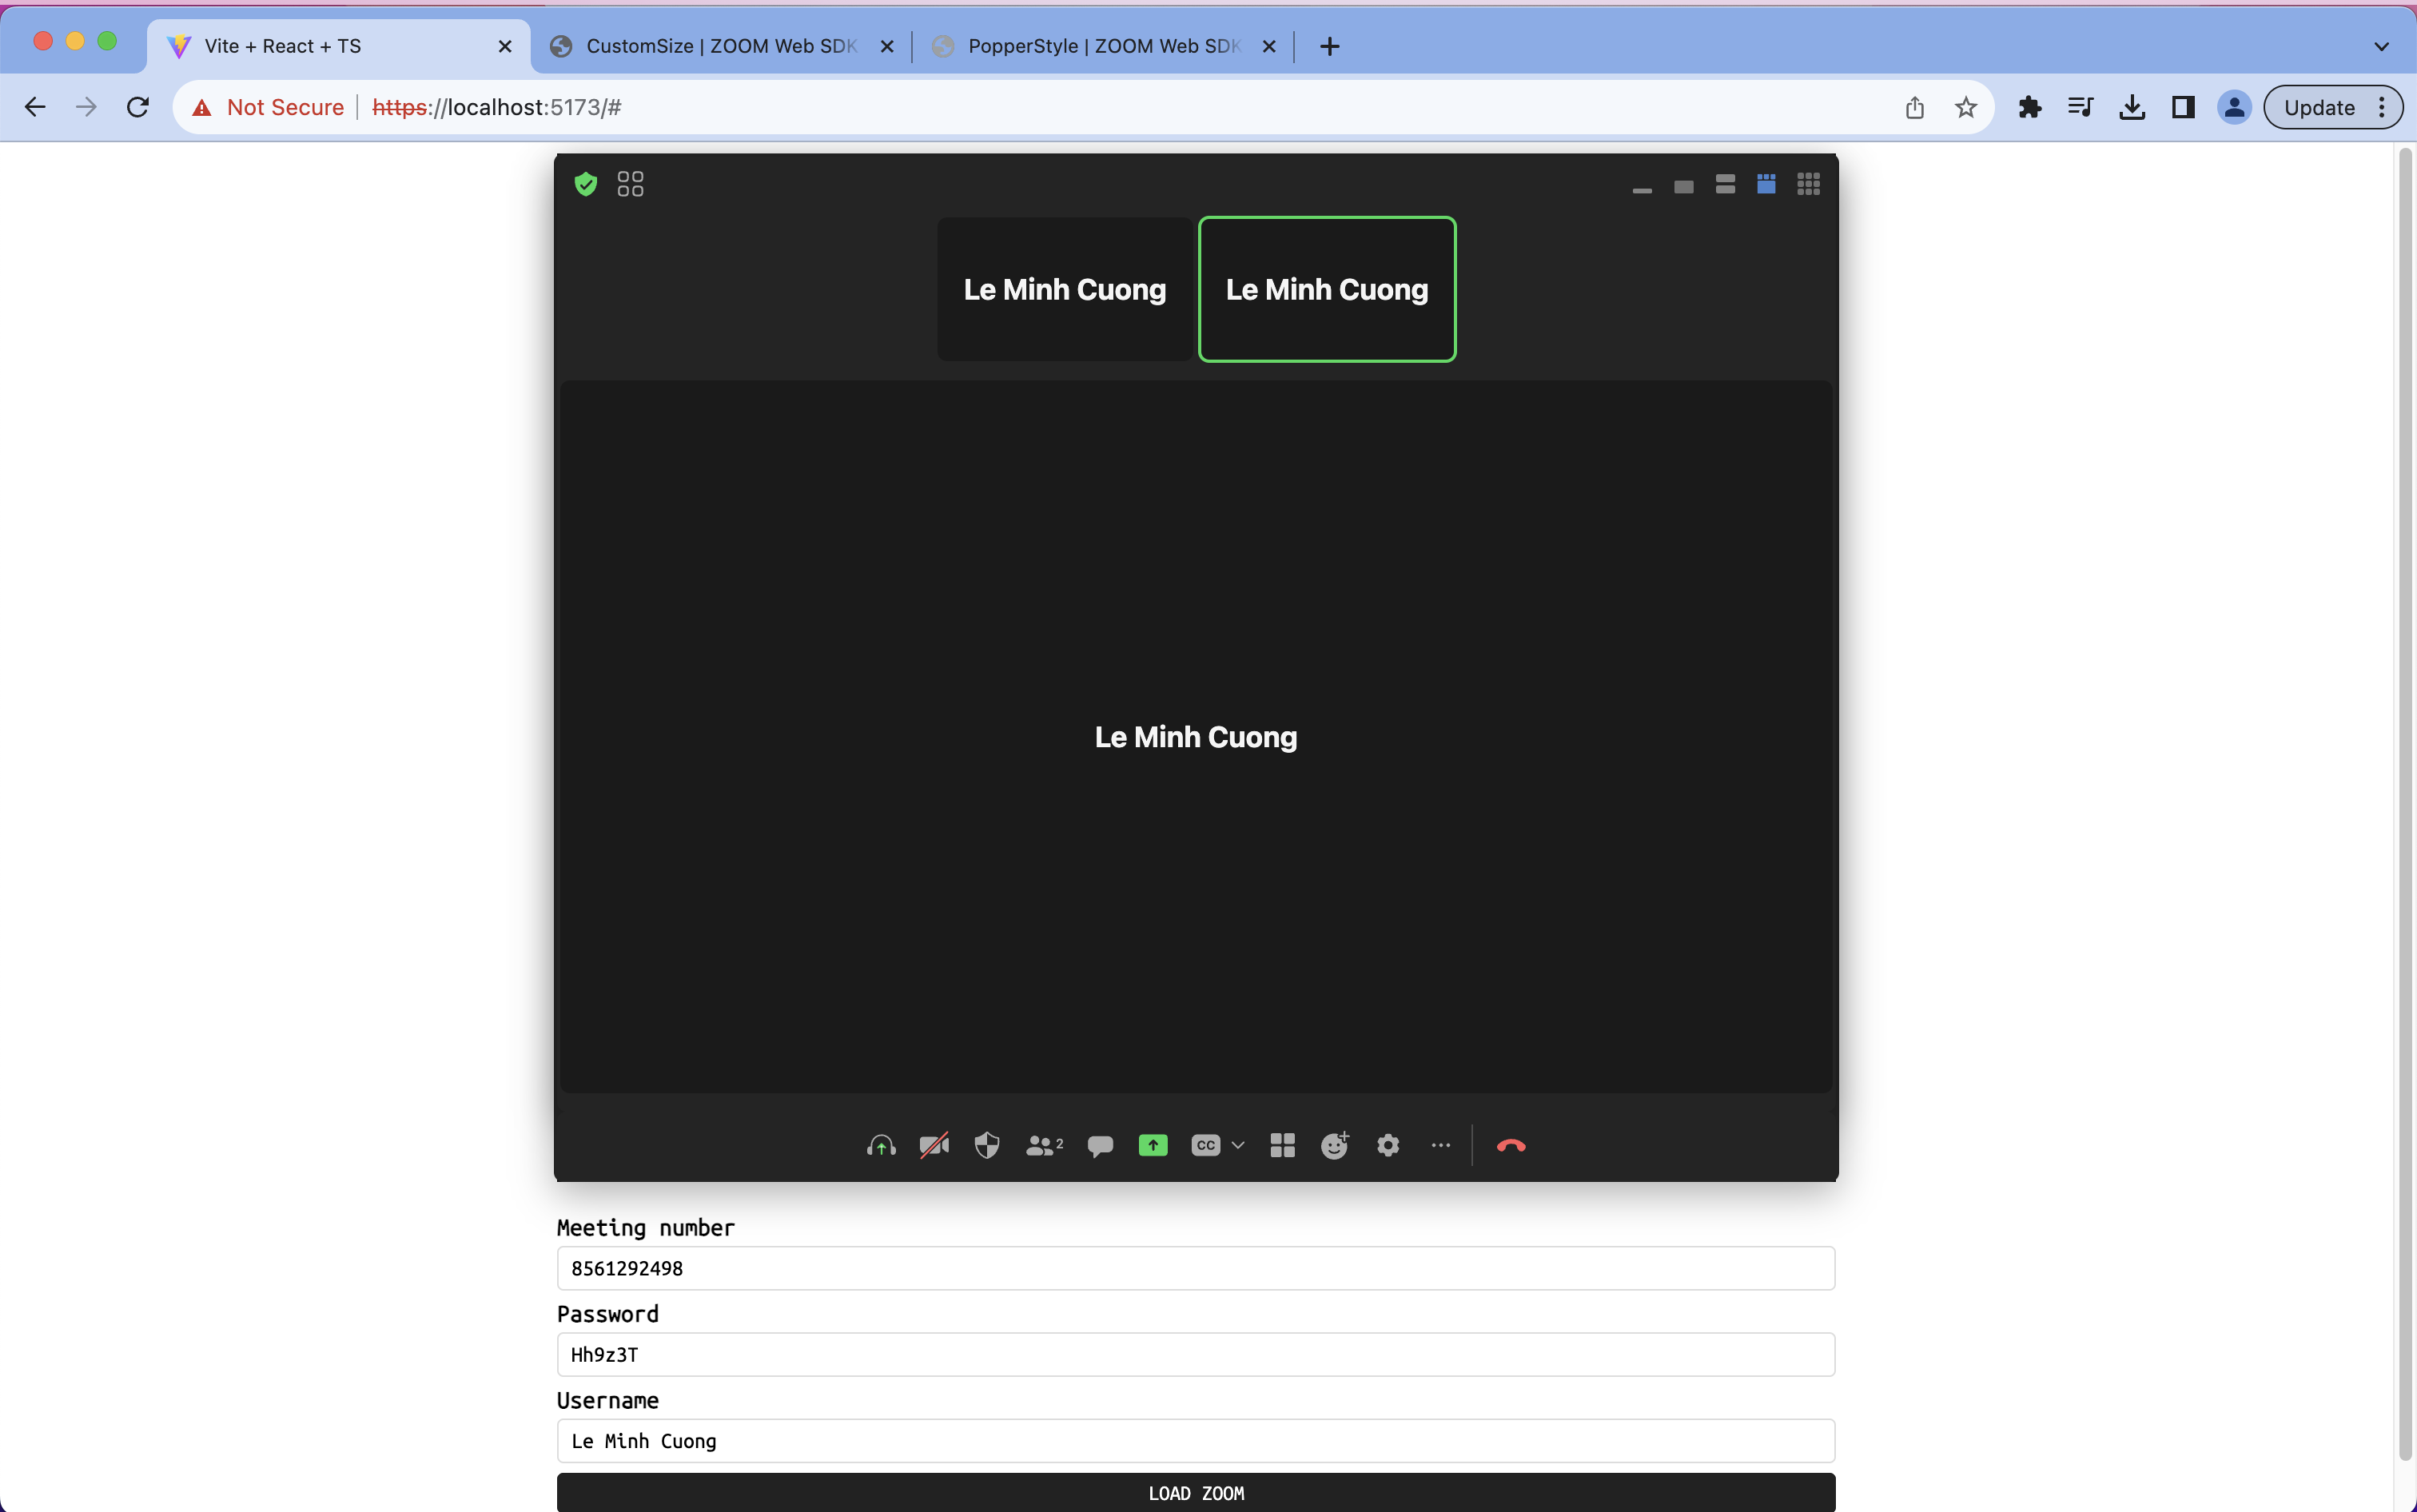 Vite + React + TS
CustomSize | ZOOM Web SDK
PopperStyle | ZOOM Web SDK
Not Secure
https://localhost:5173/#
Update
Le Minh Cuong
Le Minh Cuong
Le Minh Cuong
2
CC
Meeting number
8561292498
Password
Hh9z3T
Username
Le Minh Cuong
LOAD ZOOM